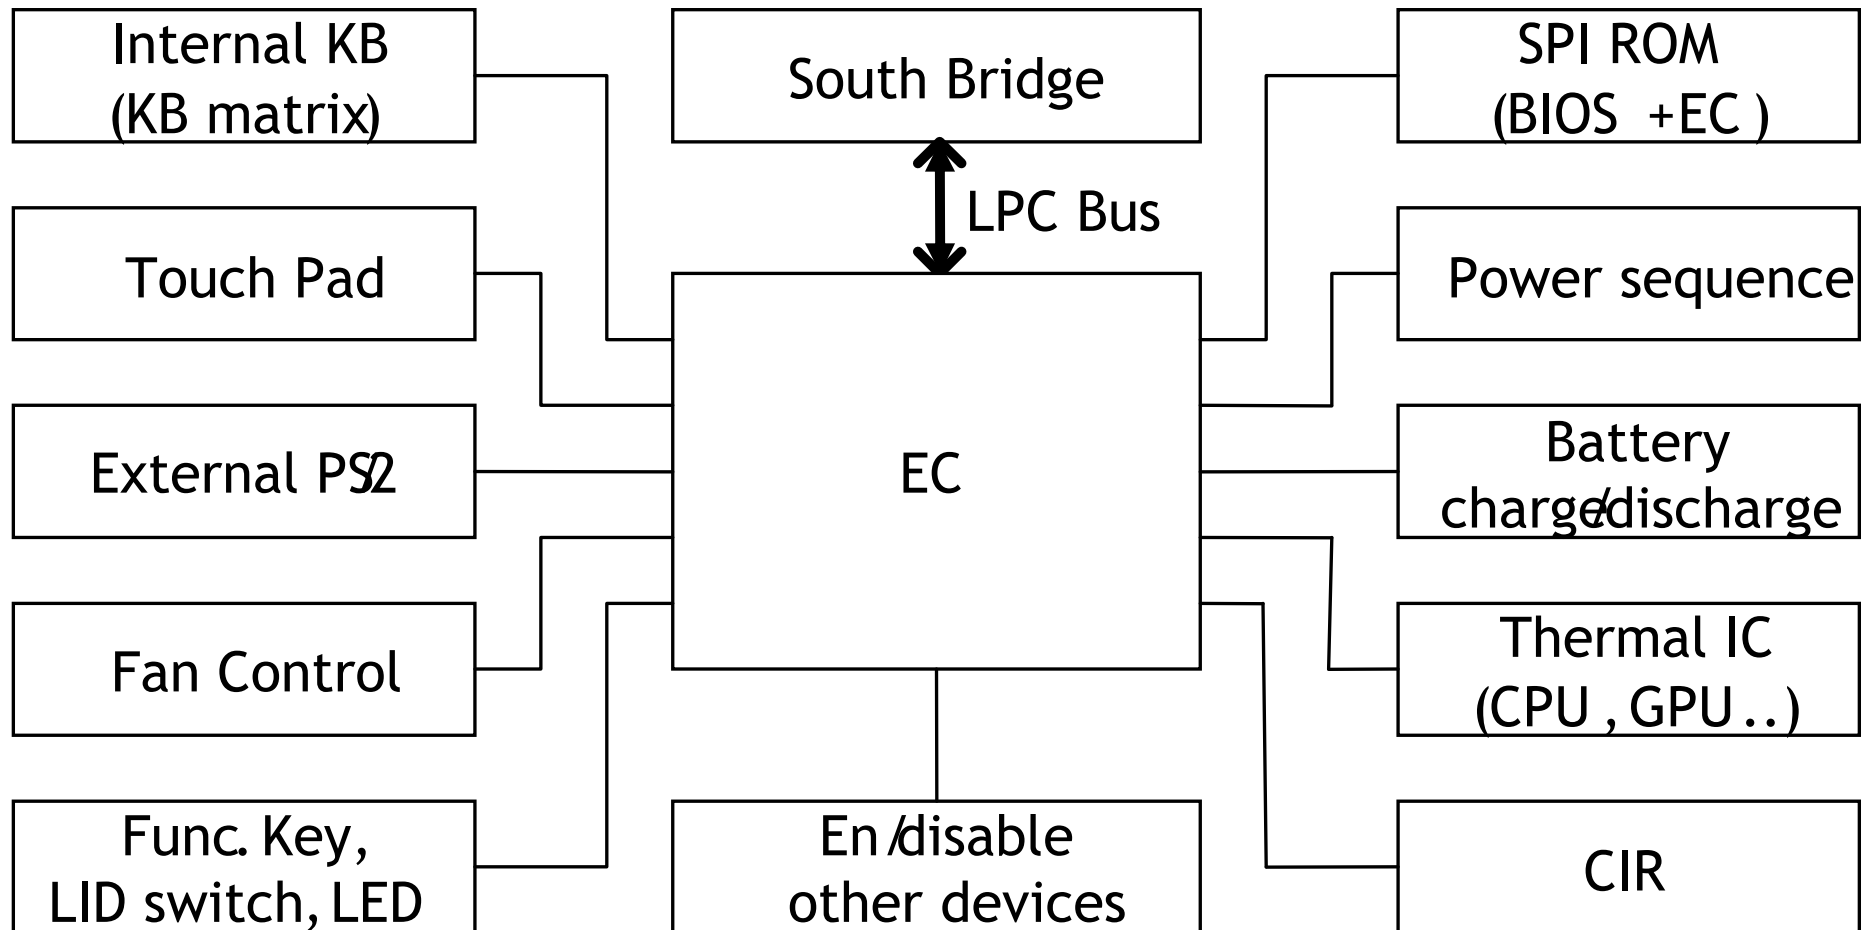 Internal KB
(KB matrix)
South Bridge
SPI ROM
(BIOS +EC )
LPC Bus
Touch Pad
Power sequence
External PS/2
EC
Battery
charge/discharge
Fan Control
Thermal IC
(CPU , GPU . . )
Func. Key,
LID switch, LED
En /disable
other devices
CIR